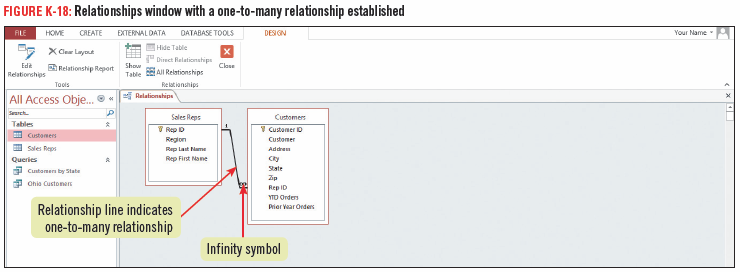 FIGURE K-18: Relationships window with a one-to-many relationship established
FILE HOME CREATE EXTERNAL DATA DATABASE TOOLS DESIGN Your Name
Edit Relationships
Clear Layout
Relationship Report
Tools
Show Table
Hide Table
Direct Relationships
All Relationships
Close
Relationships
All Access Obje...
Search...
Tables
Customers
Sales Reps
Queries
Customers by State
Ohio Customers
Relationships
Sales Reps
Rep ID
Region
Rep Last Name
Rep First Name
1
∞
Customers
Customer ID
Customer
Address
City
State
Zip
Rep ID
YTD Orders
Prior Year Orders
Relationship line indicates
one-to-many relationship
Infinity symbol